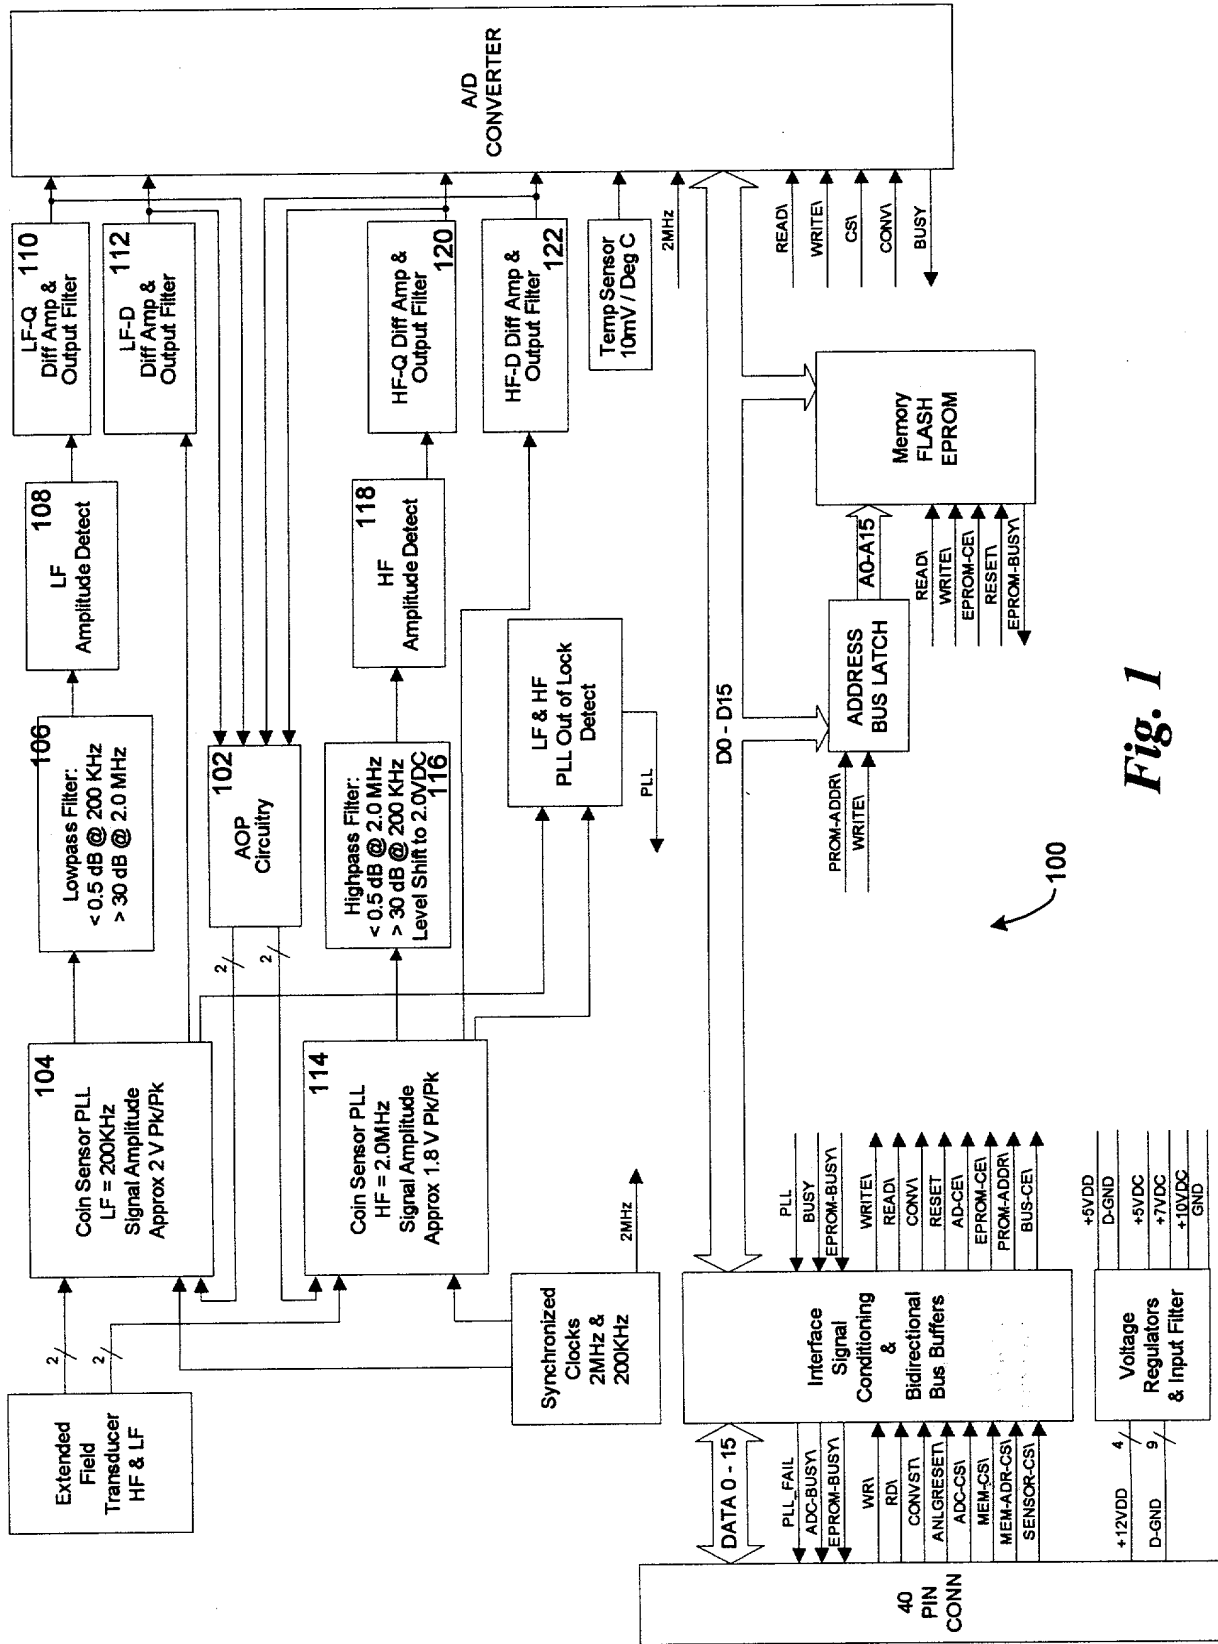 Extended
Field
Transducer
HF & LF
2
2
104
Coin Sensor PLL
LF = 200KHz
Signal Amplitude
Approx 2 V Pk/Pk
106
Lowpass Filter:
< 0.5 dB @ 200 KHz
> 30 dB @ 2.0 MHz
108
LF
Amplitude Detect
110
LF-Q
Diff Amp &
Output Filter
112
LF-D
Diff Amp &
Output Filter
A/D
CONVERTER
2
2
102
AOP
Circuitry
114
Coin Sensor PLL
HF = 2.0MHz
Signal Amplitude
Approx 1.8 V Pk/Pk
Highpass Filter:
< 0.5 dB @ 2.0 MHz
> 30 dB @ 200 KHz
Level Shift to 2.0VDC
116
118
HF
Amplitude Detect
HF-Q Diff Amp &
Output Filter
120
HF-D Diff Amp &
Output Filter
122
Synchronized
Clocks
2MHz &
200KHz
2MHz
LF & HF
PLL Out of Lock
Detect
PLL
Temp Sensor
10mV / Deg C
2MHz
D0 - D15
READ\
WRITE\
CS\
CONV\
BUSY
40
PIN
CONN
DATA 0 - 15
PLL_FAIL
ADC-BUSY\
EPROM-BUSY\
WR\
RD\
CONVST\
ANLGRESET\
ADC-CS\
MEM-CS\
MEM-ADR-CS\
SENSOR-CS\
Interface
Signal
Conditioning
&
Bidirectional
Bus Buffers
PLL
BUSY
EPROM-BUSY\
WRITE\
READ\
CONV\
RESET
AD-CE\
EPROM-CE\
PROM-ADDR\
BUS-CE\
PROM-ADDR\
WRITE\
ADDRESS
BUS LATCH
A0-A15
Memory
FLASH
EPROM
READ\
WRITE\
EPROM-CE\
RESET\
EPROM-BUSY\
+12VDD
4
D-GND
9
Voltage
Regulators
& Input Filter
+5VDD
D-GND
+5VDC
+7VDC
+10VDC
GND
100
Fig. 1